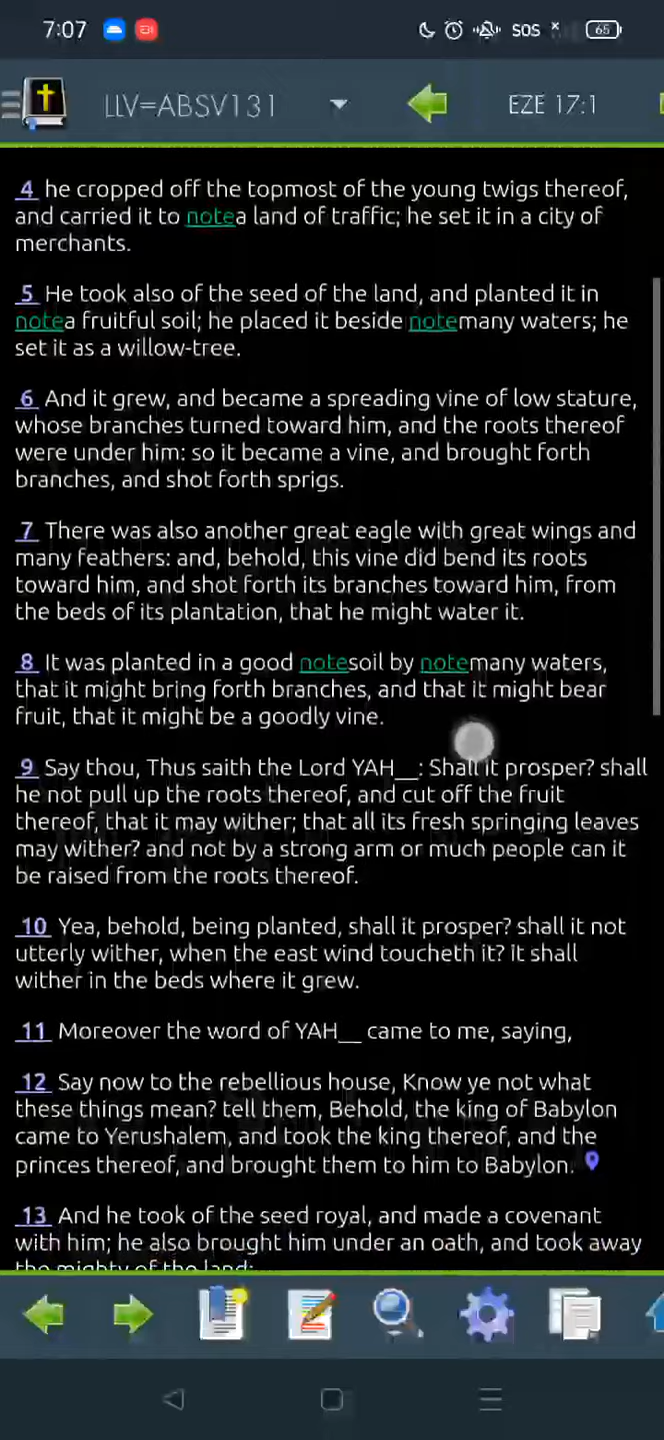 7:07 SOS 65
LLV=ABSV131 EZE 17:1
4 he cropped off the topmost of the young twigs thereof,
and carried it to notea land of traffic; he set it in a city of
merchants.
5 He took also of the seed of the land, and planted it in
notea fruitful soil; he placed it beside notemany waters; he
set it as a willow-tree.
6 And it grew, and became a spreading vine of low stature,
whose branches turned toward him, and the roots thereof
were under him: so it became a vine, and brought forth
branches, and shot forth sprigs.
7 There was also another great eagle with great wings and
many feathers: and, behold, this vine did bend its roots
toward him, and shot forth its branches toward him, from
the beds of its plantation, that he might water it.
8 It was planted in a good notesoil by notemany waters,
that it might bring forth branches, and that it might bear
fruit, that it might be a goodly vine.
9 Say thou, Thus saith the Lord YAH__: Shall it prosper? shall
he not pull up the roots thereof, and cut off the fruit
thereof, that it may wither; that all its fresh springing leaves
may wither? and not by a strong arm or much people can it
be raised from the roots thereof.
10 Yea, behold, being planted, shall it prosper? shall it not
utterly wither, when the east wind toucheth it? it shall
wither in the beds where it grew.
11 Moreover the word of YAH__ came to me, saying,
12 Say now to the rebellious house, Know ye not what
these things mean? tell them, Behold, the king of Babylon
came to Yerushalem, and took the king thereof, and the
princes thereof, and brought them to him to Babylon.
13 And he took of the seed royal, and made a covenant
with him; he also brought him under an oath, and took away
the mighty of the land;